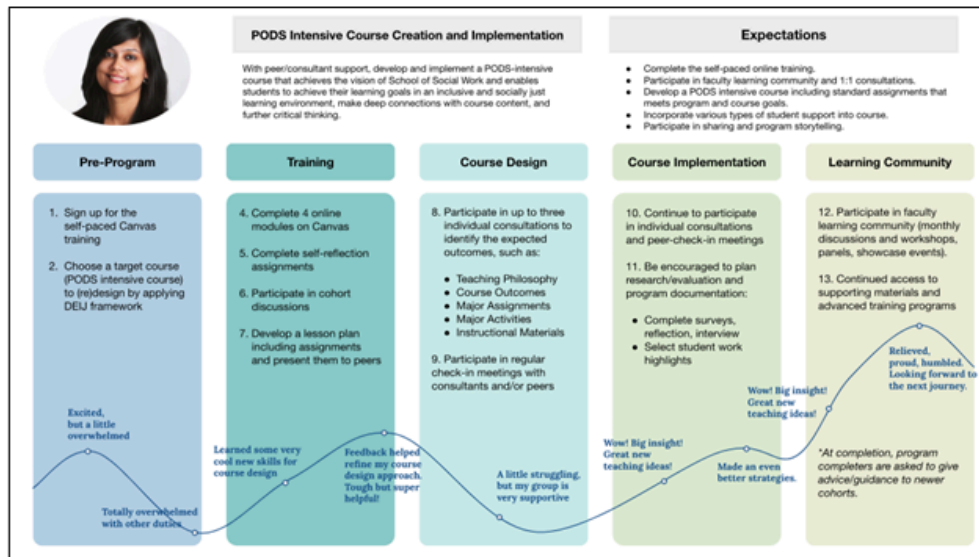 PODS Intensive Course Creation and Implementation
With peer/consultant support, develop and implement a PODS-intensive
course that achieves the vision of School of Social Work and enables
students to achieve their learning goals in an inclusive and socially just
learning environment, make deep connections with course content, and
further critical thinking.
Expectations
● Complete the self-paced online training.
● Participate in faculty learning community and 1:1 consultations.
● Develop a PODS intensive course including standard assignments that
meets program and course goals.
● Incorporate various types of student support into course.
● Participate in sharing and program storytelling.
Pre-Program
1. Sign up for the
self-paced Canvas
training
2. Choose a target course
(PODS intensive course)
to (re)design by applying
DEIJ framework
Excited,
but a little
overwhelmed
Totally overwhelmed
with other duties
Training
4. Complete 4 online
modules on Canvas
5. Complete self-reflection
assignments
6. Participate in cohort
discussions
7. Develop a lesson plan
including assignments
and present them to peers
Learned some very
cool new skills for
course design
Feedback helped
refine my course
design approach.
Tough but super
helpful!
Course Design
8. Participate in up to three
individual consultations to
identify the expected
outcomes, such as:
● Teaching Philosophy
● Course Outcomes
● Major Assignments
● Major Activities
● Instructional Materials
9. Participate in regular
check-in meetings with
consultants and/or peers
A little struggling,
but my group is
very supportive
Course Implementation
10. Continue to participate
in individual consultations
and peer-check-in meetings
11. Be encouraged to plan
research/evaluation and
program documentation:
● Complete surveys,
reflection, interview
● Select student work
highlights
Wow! Big insight!
Great new
teaching ideas!
Made an even
better strategies.
Learning Community
12. Participate in faculty
learning community (monthly
discussions and workshops,
panels, showcase events).
13. Continued access to
supporting materials and
advanced training programs
Wow! Big insight!
Great new
teaching ideas!
Relieved,
proud, humbled.
Looking forward to
the next journey.
*At completion, program
completers are asked to give
advice/guidance to newer
cohorts.